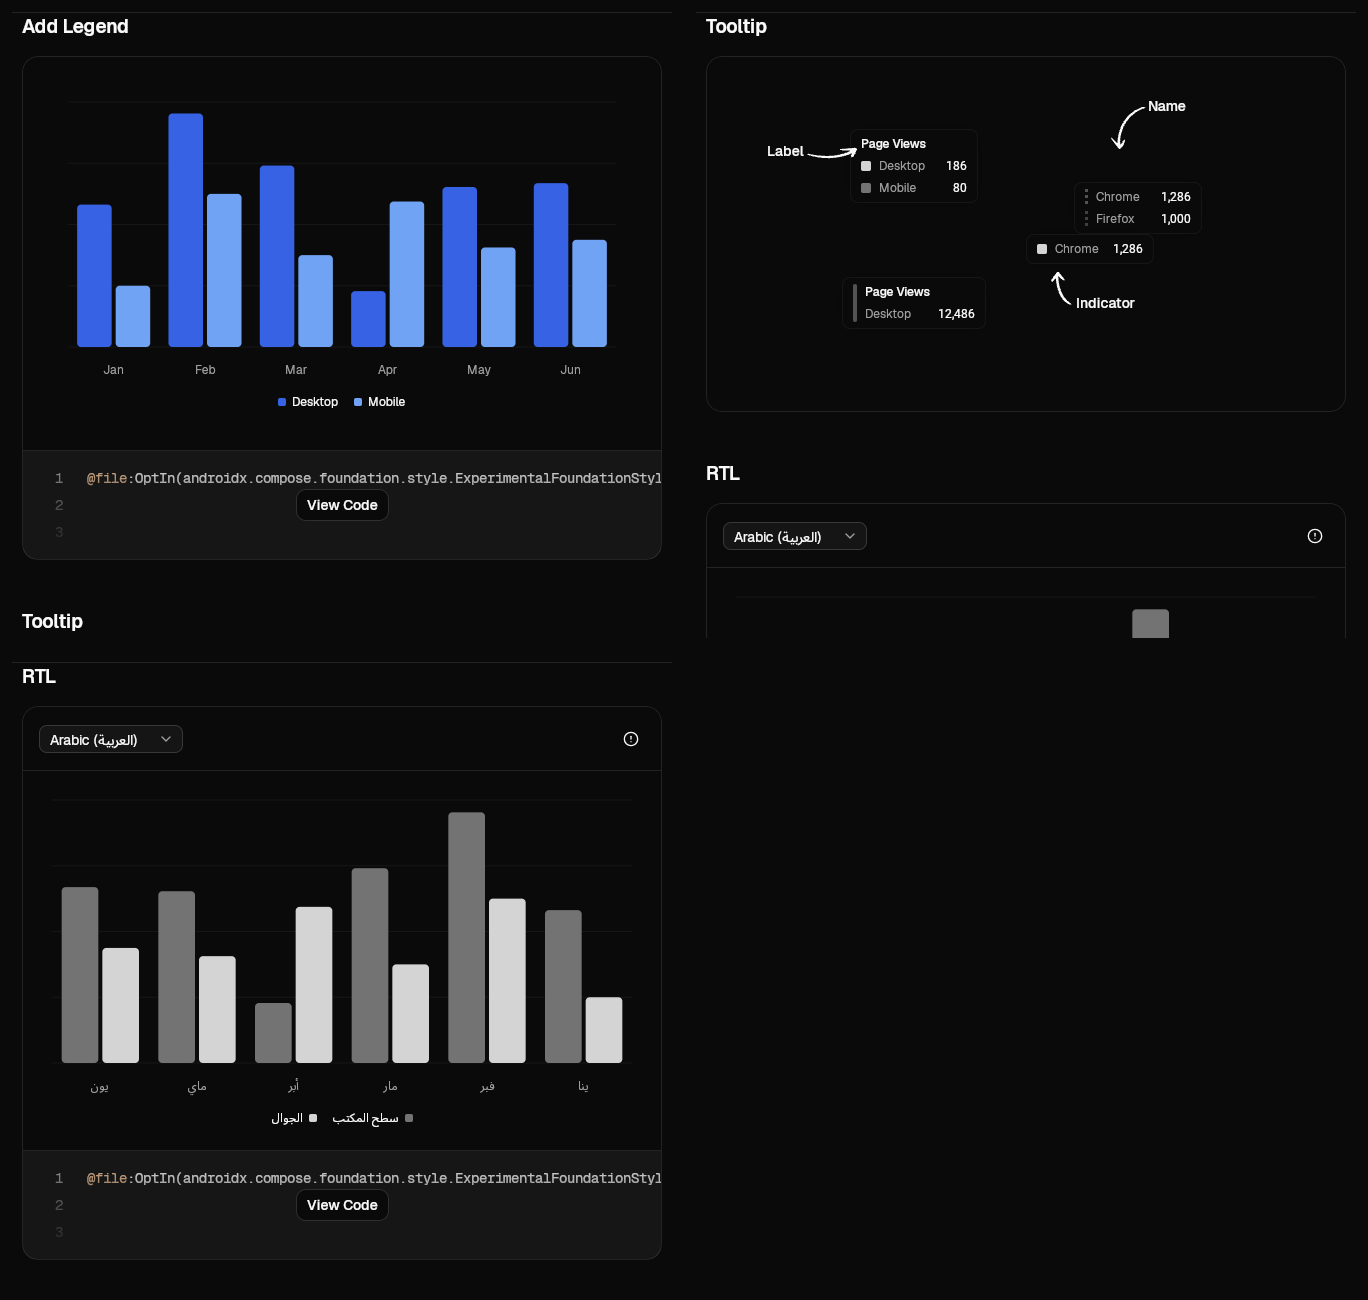 Add Legend
Jan Feb Mar Apr May Jun
Desktop Mobile
1 @file:OptIn(androidx.compose.foundation.style.ExperimentalFoundationStyl
2
View Code
3
Tooltip
Tooltip
Name
Label
Page Views
Desktop 186
Mobile 80
Chrome 1,286
Firefox 1,000
Chrome 1,286
Indicator
Page Views
Desktop 12,486
RTL
Arabic (العربية)
RTL
Arabic (العربية)
ينا فبر مار أبر ماي يون
سطح المكتب الجوال
1 @file:OptIn(androidx.compose.foundation.style.ExperimentalFoundationStyl
2
View Code
3